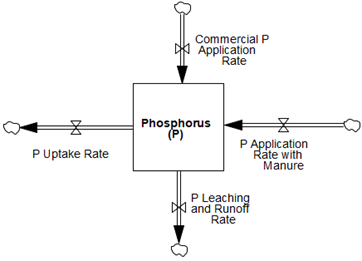 Commercial P
Application
Rate
Phosphorus
(P)
P Uptake Rate
P Application
Rate with
Manure
P Leaching
and Runoff
Rate